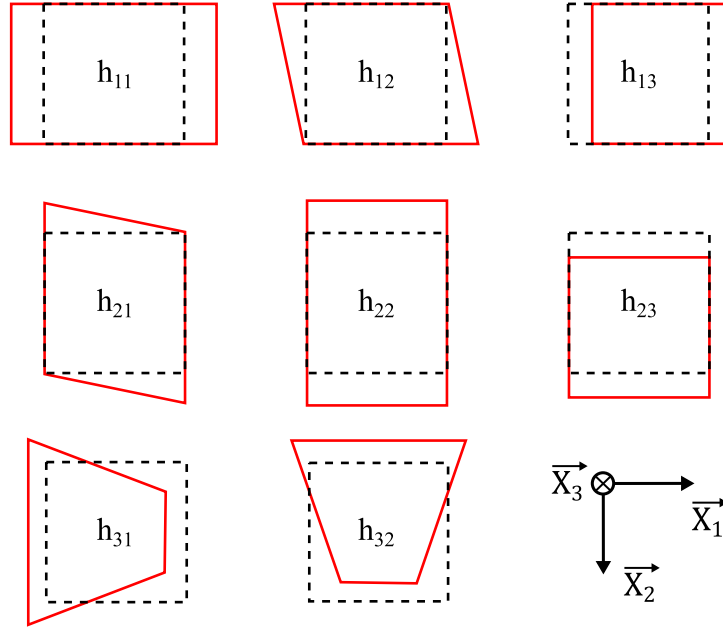 h₁₁ h₁₂ h₁₃
h₂₁ h₂₂ h₂₃
h₃₁ h₃₂
X₃ X₁
X₂